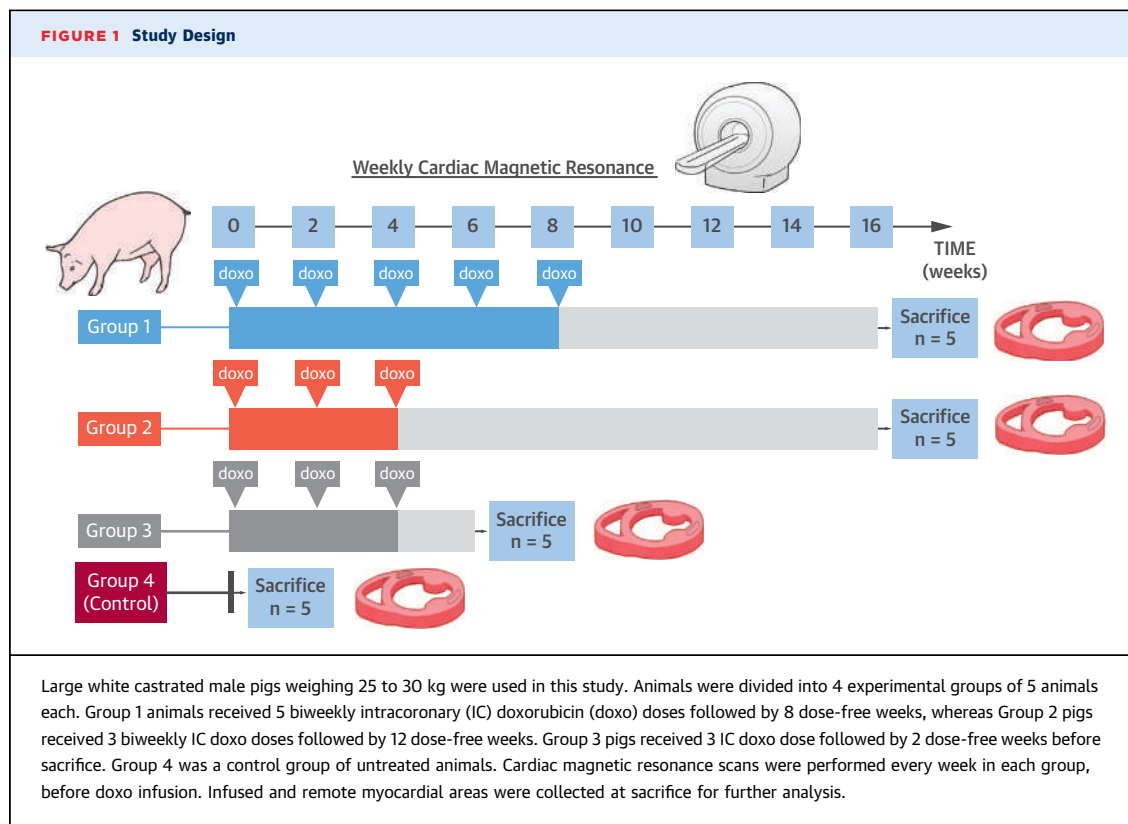 FIGURE 1 Study Design
Weekly Cardiac Magnetic Resonance
0 2 4 6 8 10 12 14 16
TIME
(weeks)
doxo doxo doxo doxo doxo
Group 1
Sacrifice
n = 5
doxo doxo doxo
Group 2
Sacrifice
n = 5
doxo doxo doxo
Group 3
Sacrifice
n = 5
Group 4
(Control)
Sacrifice
n = 5
Large white castrated male pigs weighing 25 to 30 kg were used in this study. Animals were divided into 4 experimental groups of 5 animals
each. Group 1 animals received 5 biweekly intracoronary (IC) doxorubicin (doxo) doses followed by 8 dose-free weeks, whereas Group 2 pigs
received 3 biweekly IC doxo doses followed by 12 dose-free weeks. Group 3 pigs received 3 IC doxo dose followed by 2 dose-free weeks before
sacrifice. Group 4 was a control group of untreated animals. Cardiac magnetic resonance scans were performed every week in each group,
before doxo infusion. Infused and remote myocardial areas were collected at sacrifice for further analysis.